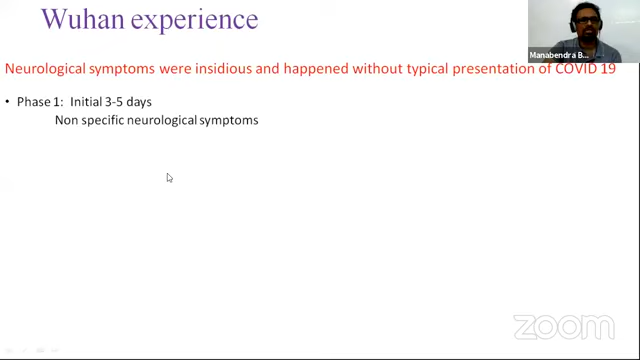 Wuhan experience
Manabendra B...
Neurological symptoms were insidious and happened without typical presentation of COVID 19
• Phase 1: Initial 3-5 days
Non specific neurological symptoms
zoom